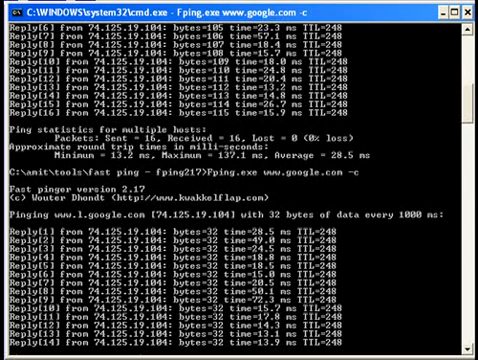 C:\WINDOWS\system32\cmd.exe - Fping.exe www.google.com -c
Reply[6] from 74.125.19.104: bytes=105 time=23.3 ms TTL=248
Reply[7] from 74.125.19.104: bytes=106 time=57.1 ms TTL=248
Reply[8] from 74.125.19.104: bytes=107 time=18.4 ms TTL=248
Reply[9] from 74.125.19.104: bytes=108 time=15.7 ms TTL=248
Reply[10] from 74.125.19.104: bytes=109 time=18.0 ms TTL=248
Reply[11] from 74.125.19.104: bytes=110 time=24.8 ms TTL=248
Reply[12] from 74.125.19.104: bytes=111 time=20.4 ms TTL=248
Reply[13] from 74.125.19.104: bytes=112 time=13.2 ms TTL=248
Reply[14] from 74.125.19.104: bytes=113 time=14.8 ms TTL=248
Reply[15] from 74.125.19.104: bytes=114 time=26.7 ms TTL=248
Reply[16] from 74.125.19.104: bytes=115 time=15.9 ms TTL=248
Ping statistics for multiple hosts:
Packets: Sent = 16, Received = 16, Lost = 0 (0% loss)
Approximate round trip times in milli-seconds:
Minimum = 13.2 ms, Maximum = 137.1 ms, Average = 28.5 ms
C:\amit\tools\fast ping - fping217>Fping.exe www.google.com -c
Fast pinger version 2.17
(c) Wouter Dhondt (http://www.kwakkelflap.com)
Pinging www.l.google.com [74.125.19.104] with 32 bytes of data every 1000 ms:
Reply[1] from 74.125.19.104: bytes=32 time=28.5 ms TTL=248
Reply[2] from 74.125.19.104: bytes=32 time=49.0 ms TTL=248
Reply[3] from 74.125.19.104: bytes=32 time=14.4 ms TTL=248
Reply[4] from 74.125.19.104: bytes=32 time=18.8 ms TTL=248
Reply[5] from 74.125.19.104: bytes=32 time=18.5 ms TTL=248
Reply[6] from 74.125.19.104: bytes=32 time=15.0 ms TTL=248
Reply[7] from 74.125.19.104: bytes=32 time=20.5 ms TTL=248
Reply[8] from 74.125.19.104: bytes=32 time=50.1 ms TTL=248
Reply[9] from 74.125.19.104: bytes=32 time=72.3 ms TTL=248
Reply[10] from 74.125.19.104: bytes=32 time=15.7 ms TTL=248
Reply[11] from 74.125.19.104: bytes=32 time=17.8 ms TTL=248
Reply[12] from 74.125.19.104: bytes=32 time=14.3 ms TTL=248
Reply[13] from 74.125.19.104: bytes=32 time=13.1 ms TTL=248
Reply[14] from 74.125.19.104: bytes=32 time=13.9 ms TTL=248